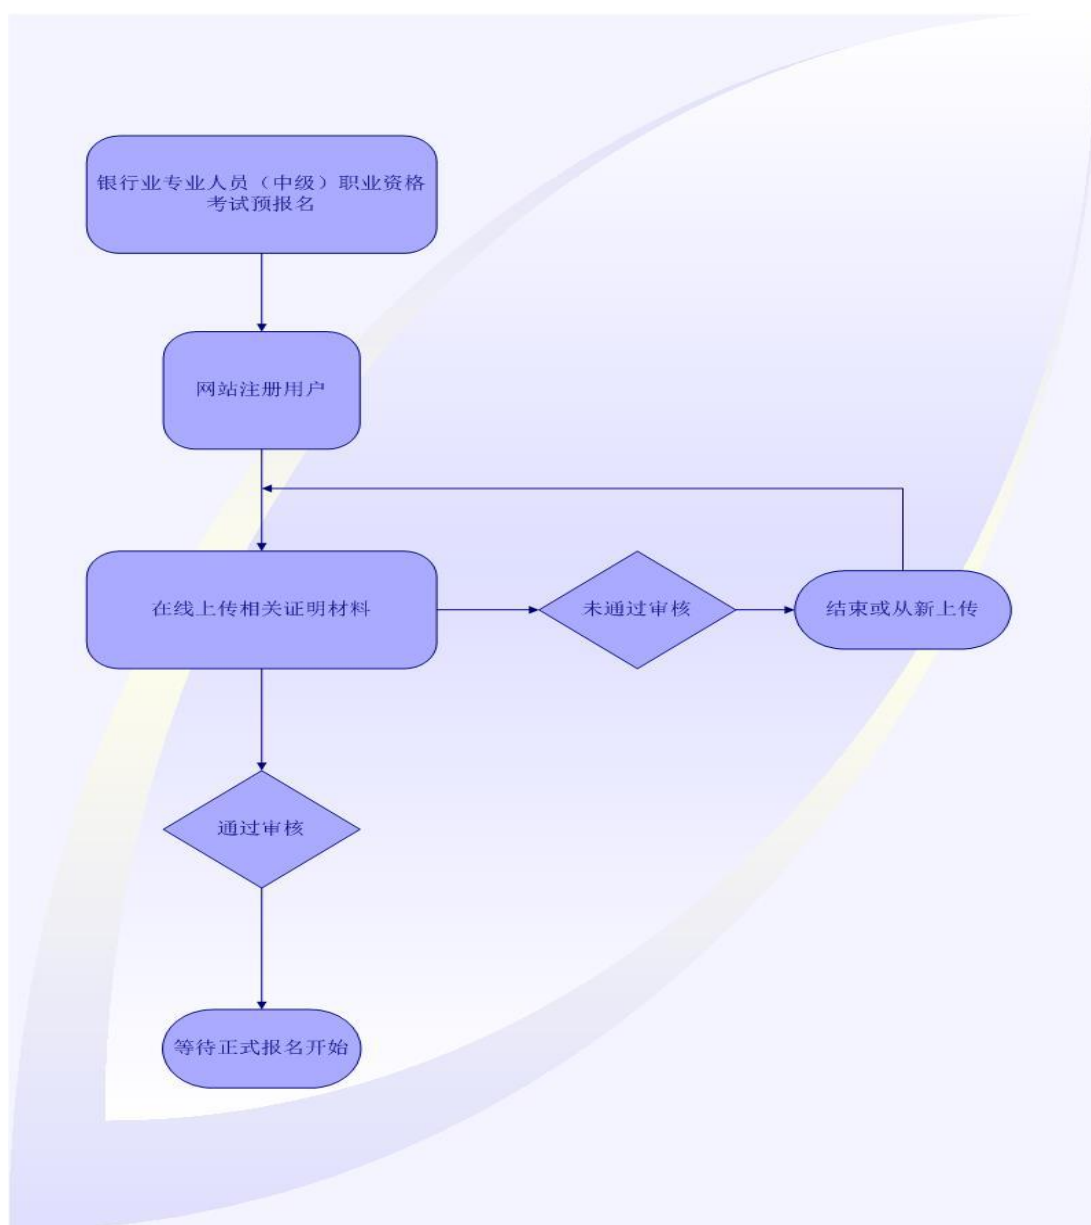 银行业专业人员（中级）职业资格
考试预报名
网站注册用户
在线上传相关证明材料
未通过审核
结束或从新上传
通过审核
等待正式报名开始